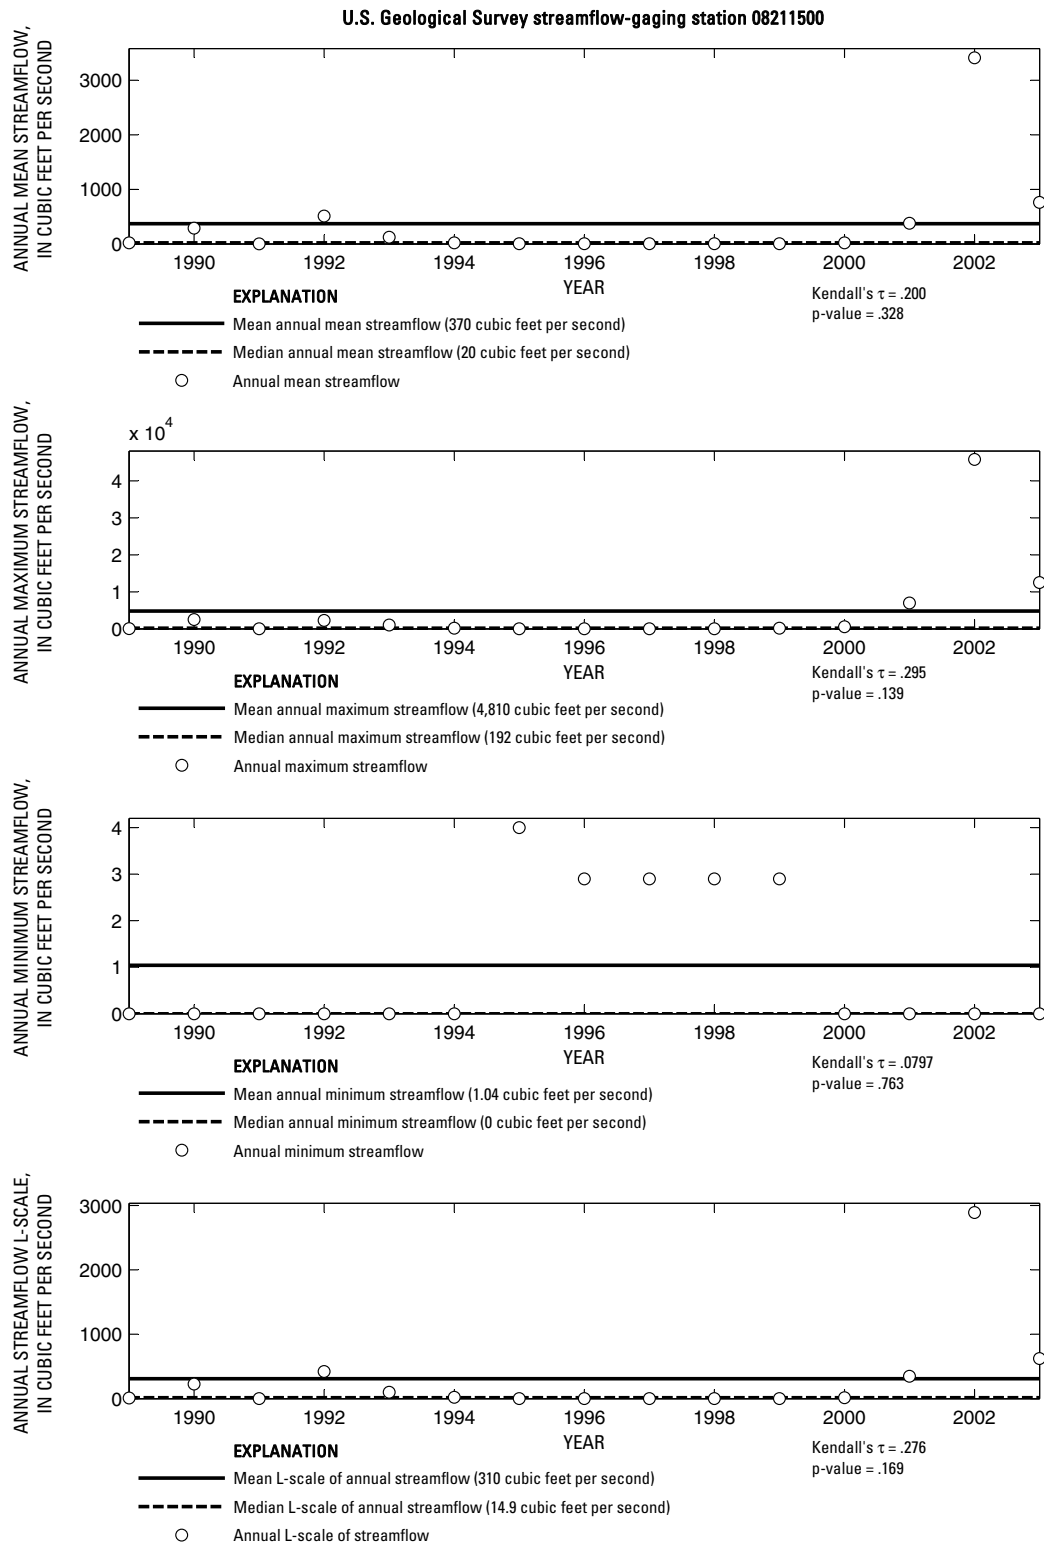 U.S. Geological Survey streamflow-gaging station 08211500
ANNUAL MEAN STREAMFLOW,
IN CUBIC FEET PER SECOND
3000
2000
1000
0
1990 1992 1994 1996 1998 2000 2002
YEAR
Kendall's τ = .200
p-value = .328
EXPLANATION
Mean annual mean streamflow (370 cubic feet per second)
Median annual mean streamflow (20 cubic feet per second)
Annual mean streamflow
ANNUAL MAXIMUM STREAMFLOW,
IN CUBIC FEET PER SECOND
x 10^4
4
3
2
1
0
1990 1992 1994 1996 1998 2000 2002
YEAR
Kendall's τ = .295
p-value = .139
EXPLANATION
Mean annual maximum streamflow (4,810 cubic feet per second)
Median annual maximum streamflow (192 cubic feet per second)
Annual maximum streamflow
ANNUAL MINIMUM STREAMFLOW,
IN CUBIC FEET PER SECOND
4
3
2
1
0
1990 1992 1994 1996 1998 2000 2002
YEAR
Kendall's τ = .0797
p-value = .763
EXPLANATION
Mean annual minimum streamflow (1.04 cubic feet per second)
Median annual minimum streamflow (0 cubic feet per second)
Annual minimum streamflow
ANNUAL STREAMFLOW L-SCALE,
IN CUBIC FEET PER SECOND
3000
2000
1000
0
1990 1992 1994 1996 1998 2000 2002
YEAR
Kendall's τ = .276
p-value = .169
EXPLANATION
Mean L-scale of annual streamflow (310 cubic feet per second)
Median L-scale of annual streamflow (14.9 cubic feet per second)
Annual L-scale of streamflow